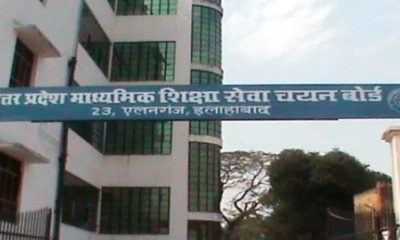 त्तर प्रदेश माध्यमिक शिक्षा सेवा चयन बोर्ड
23, एलनगंज, इलाहाबाद